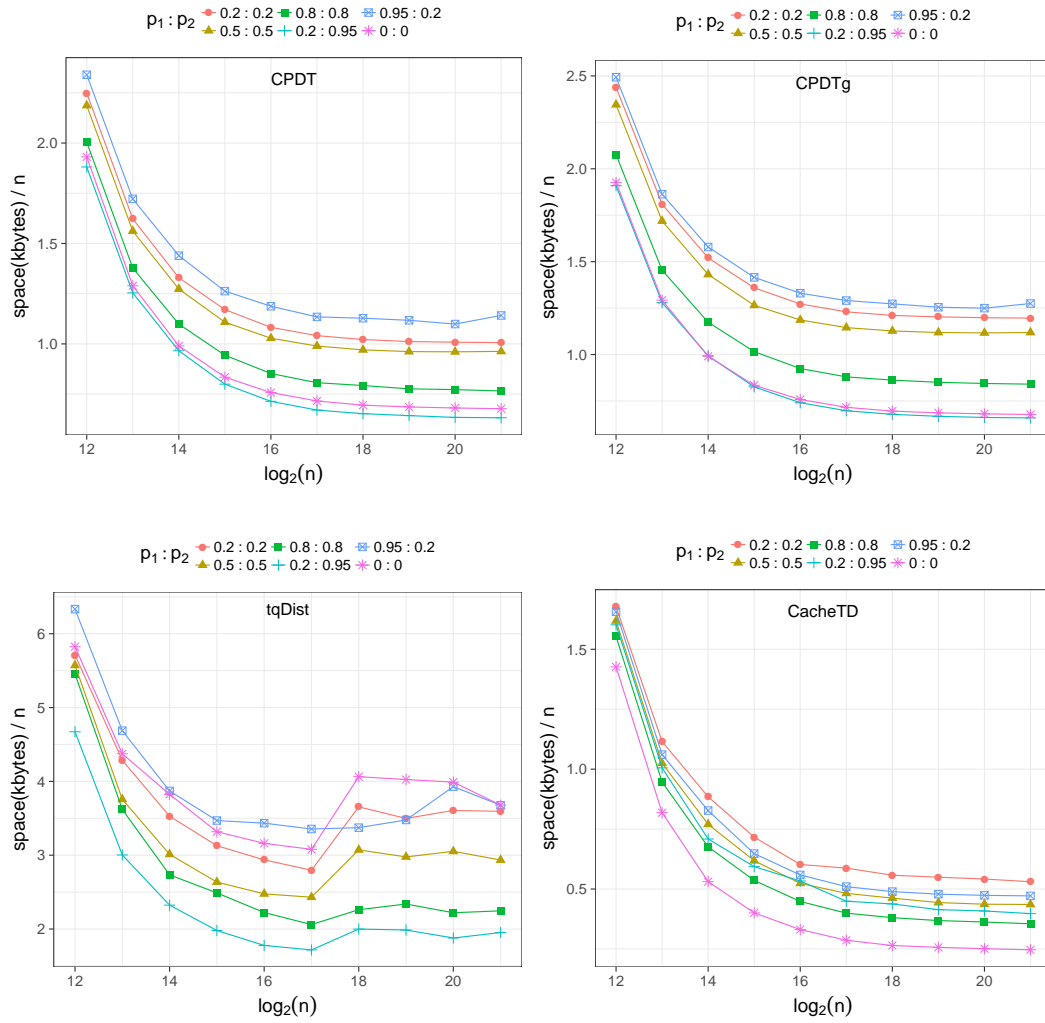 p₁ : p₂
0.2 : 0.2 0.8 : 0.8 0.95 : 0.2
0.5 : 0.5 0.2 : 0.95 0 : 0
CPDT
space(kbytes) / n
2.0
1.5
1.0
12 14 16 18 20
log₂(n)
p₁ : p₂
0.2 : 0.2 0.8 : 0.8 0.95 : 0.2
0.5 : 0.5 0.2 : 0.95 0 : 0
CPDTg
space(kbytes) / n
2.5
2.0
1.5
1.0
12 14 16 18 20
log₂(n)
p₁ : p₂
0.2 : 0.2 0.8 : 0.8 0.95 : 0.2
0.5 : 0.5 0.2 : 0.95 0 : 0
tqDist
space(kbytes) / n
6
5
4
3
2
12 14 16 18 20
log₂(n)
p₁ : p₂
0.2 : 0.2 0.8 : 0.8 0.95 : 0.2
0.5 : 0.5 0.2 : 0.95 0 : 0
CacheTD
space(kbytes) / n
1.5
1.0
0.5
12 14 16 18 20
log₂(n)